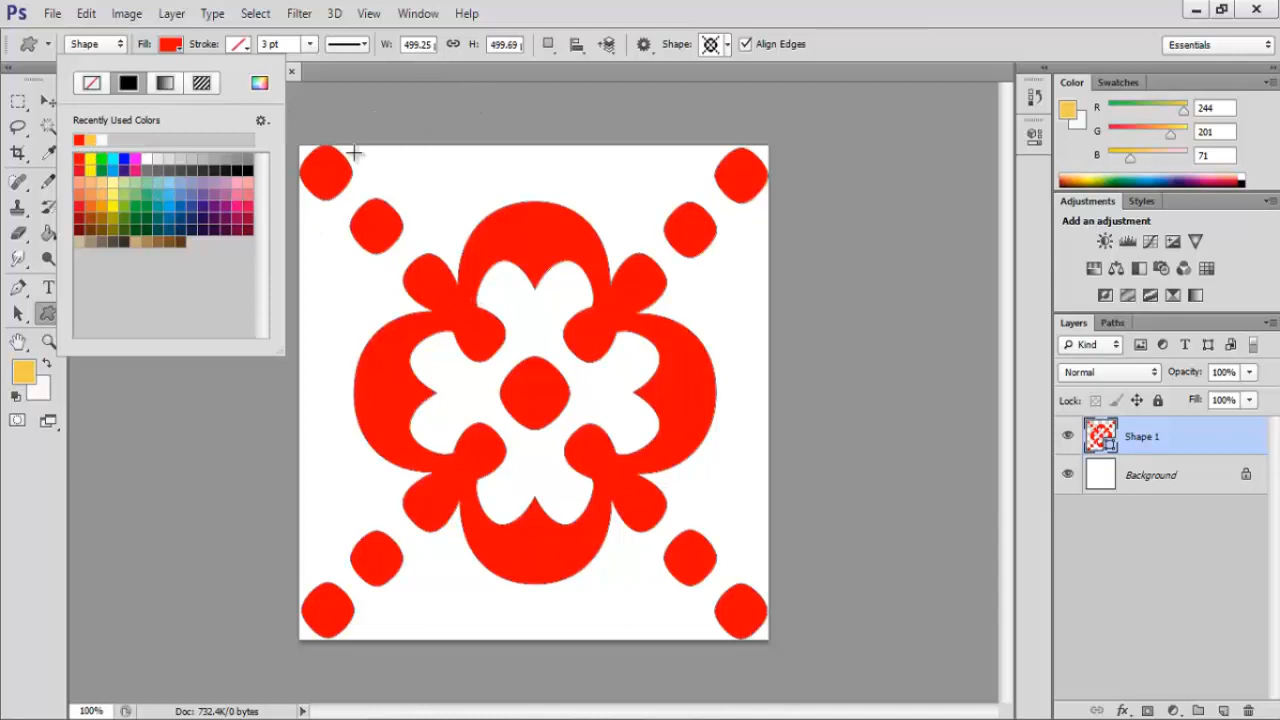 Ps File Edit Image Layer Type Select Filter 3D View Window Help
Shape Fill: Stroke: 3 pt W: 499.25 H: 499.69 Shape: Align Edges Essentials
Recently Used Colors
Color Swatches
R 244
G 201
B 71
Adjustments Styles
Add an adjustment
Layers Paths
Kind
Normal Opacity: 100%
Lock: Fill: 100%
Shape 1
Background
100% Doc: 732.4K/0 bytes